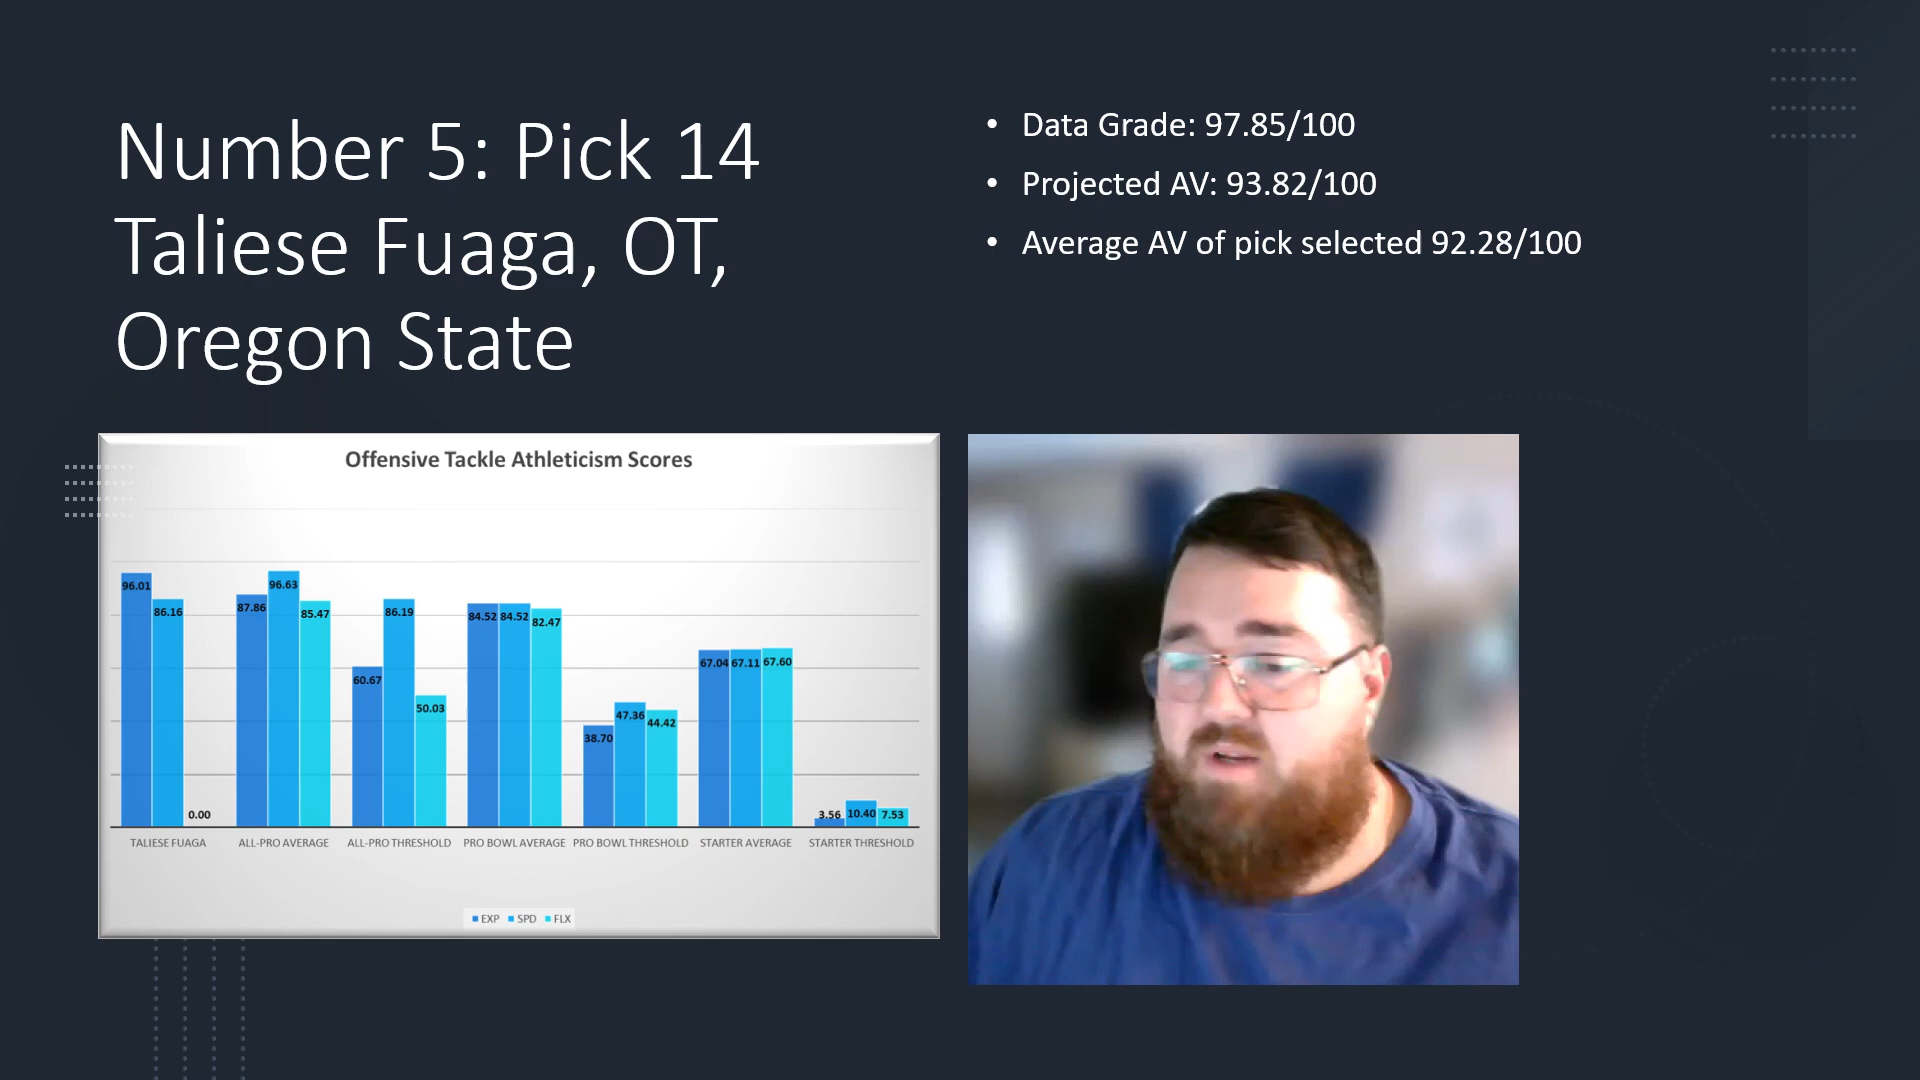 Number 5: Pick 14
Taliese Fuaga, OT,
Oregon State
• Data Grade: 97.85/100
• Projected AV: 93.82/100
• Average AV of pick selected 92.28/100
Offensive Tackle Athleticism Scores
96.01 86.16 0.00
87.86 96.63 85.47
60.67 86.19 50.03
84.52 84.52 82.47
38.70 47.36 44.42
67.04 67.11 67.60
3.56 10.40 7.53
TALIESE FUAGA ALL-PRO AVERAGE ALL-PRO THRESHOLD PRO BOWL AVERAGE PRO BOWL THRESHOLD STARTER AVERAGE STARTER THRESHOLD
EXP SPD FLX